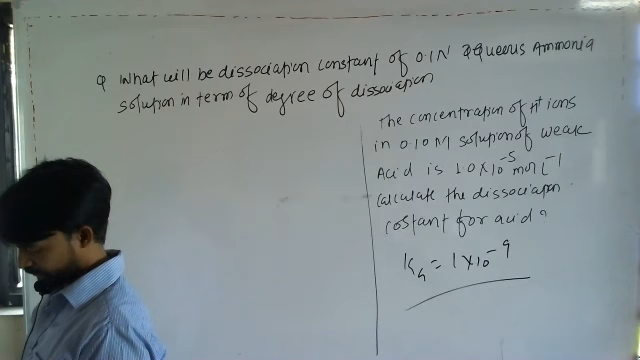 Q What will be dissociation constant of 0.1N Aqueous Ammonia
solution in term of degree of dissociation
The concentration of H+ ions
in 0.10M solution of weak
Acid is 1.0×10^-5 mol L^-1
calculate the dissociation
costant for acid ?
Ka = 1×10^-9